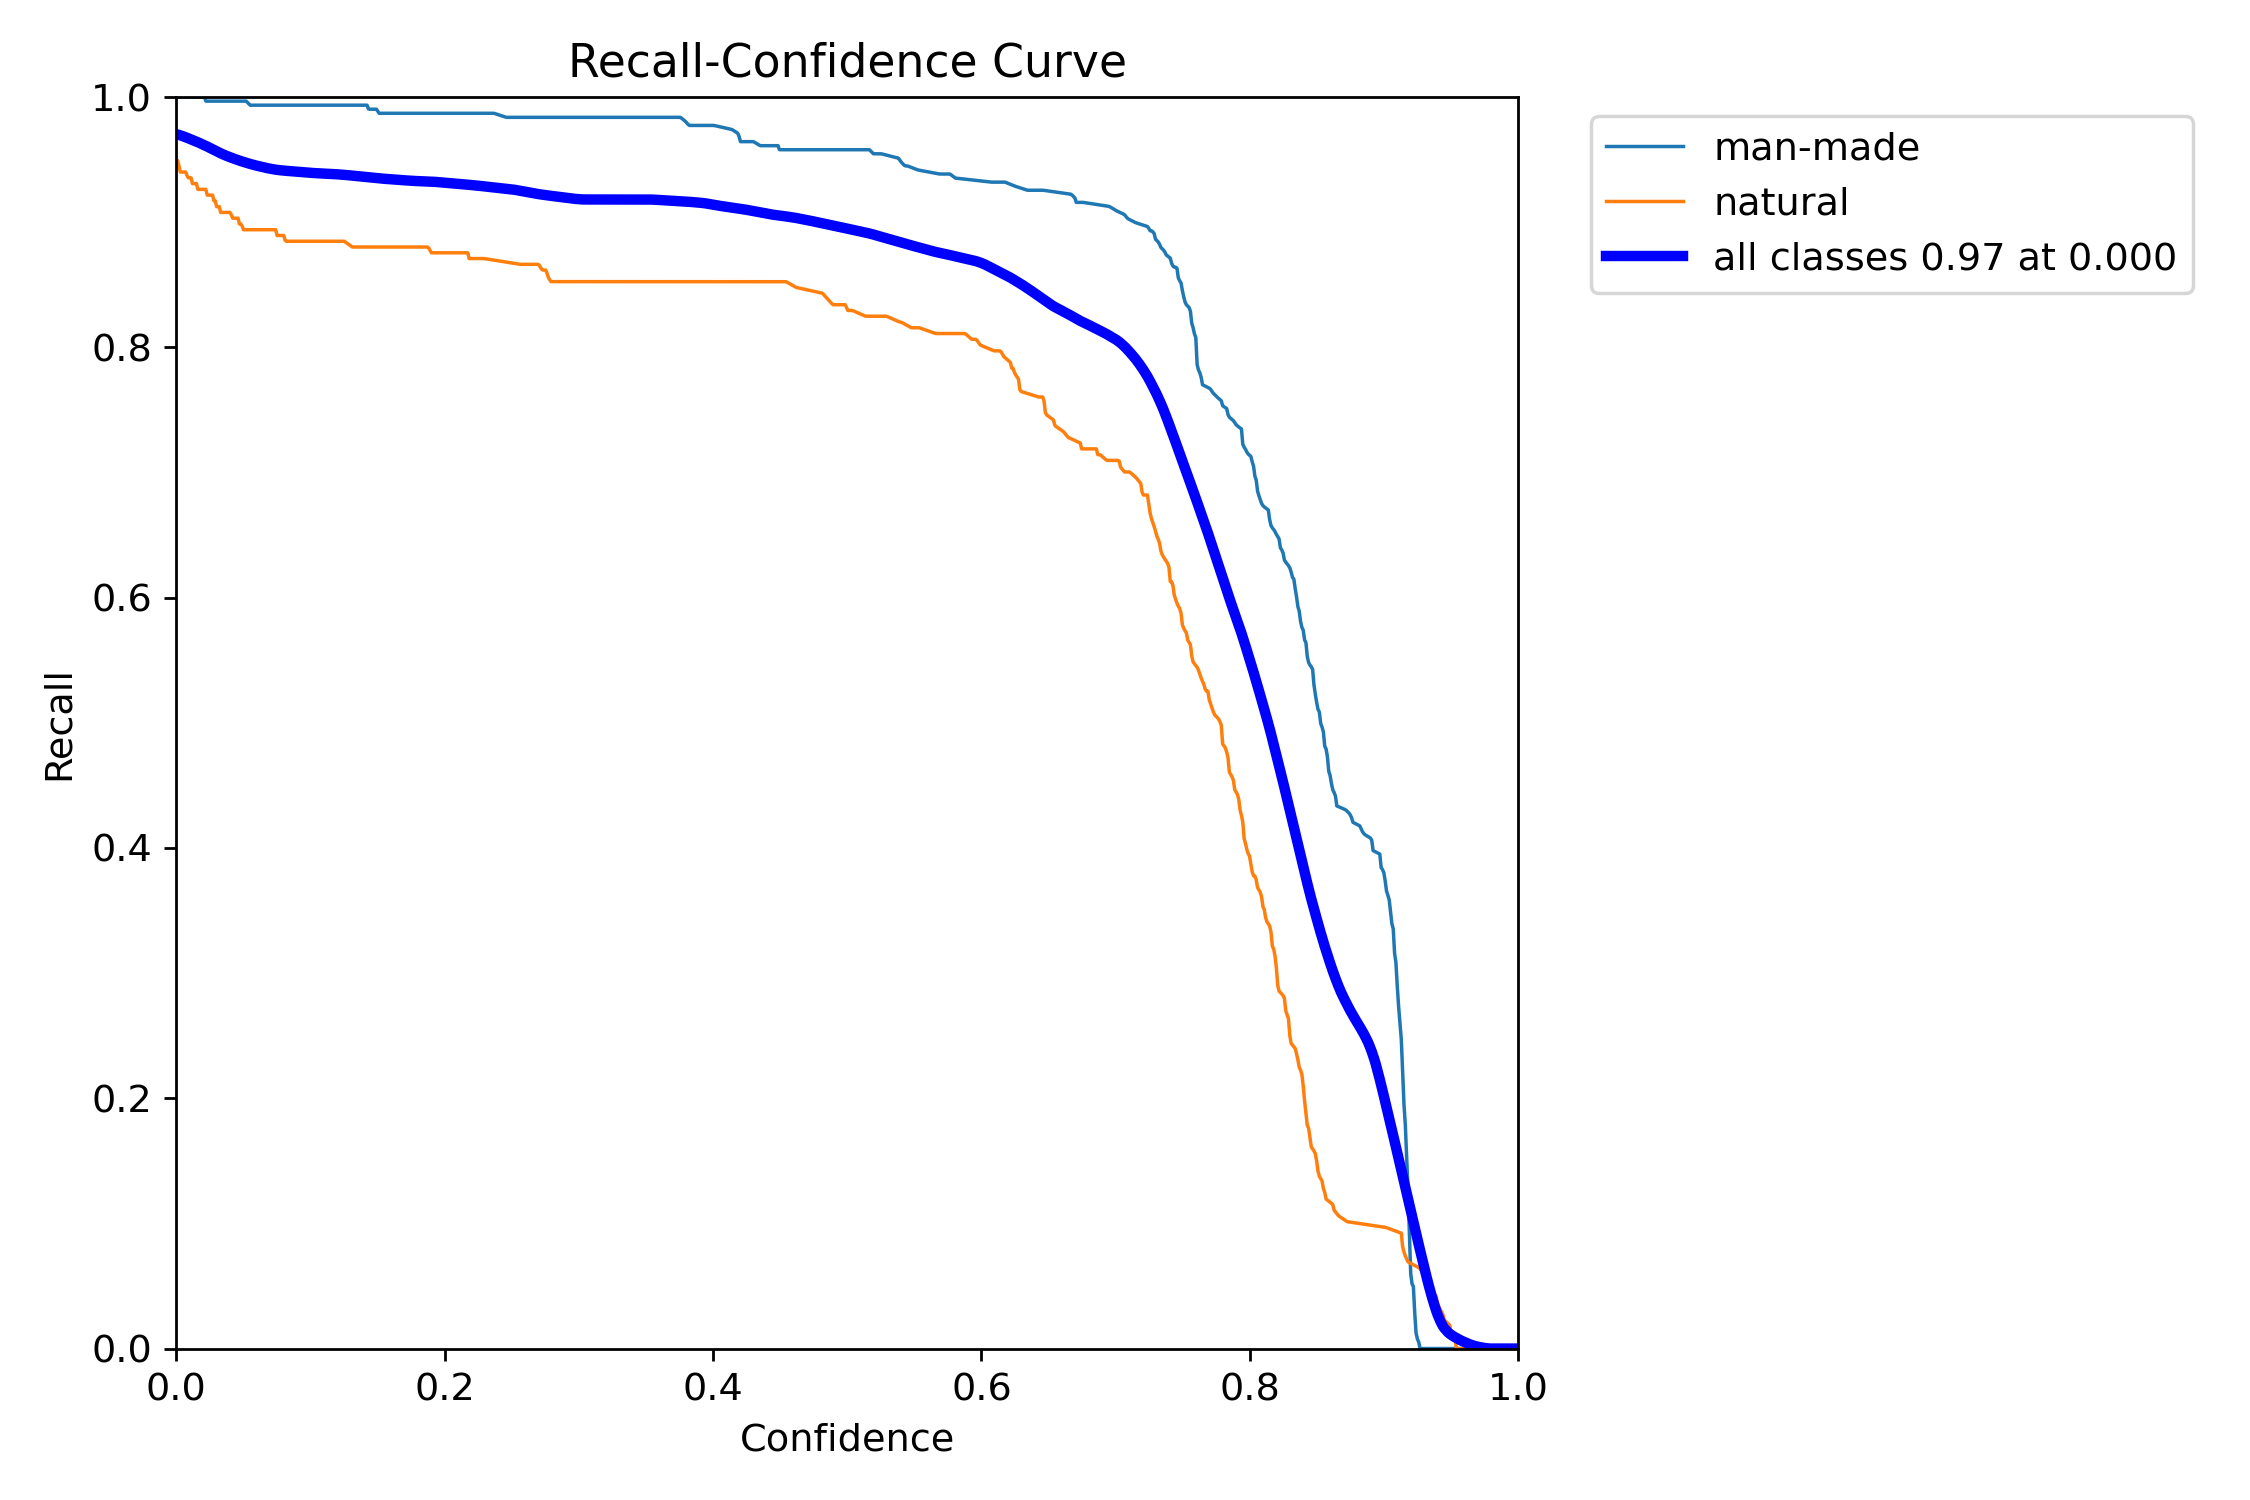 Recall-Confidence Curve
1.0
0.8
0.6
0.4
0.2
0.0
Recall
0.0 0.2 0.4 0.6 0.8 1.0
Confidence
man-made
natural
all classes 0.97 at 0.000